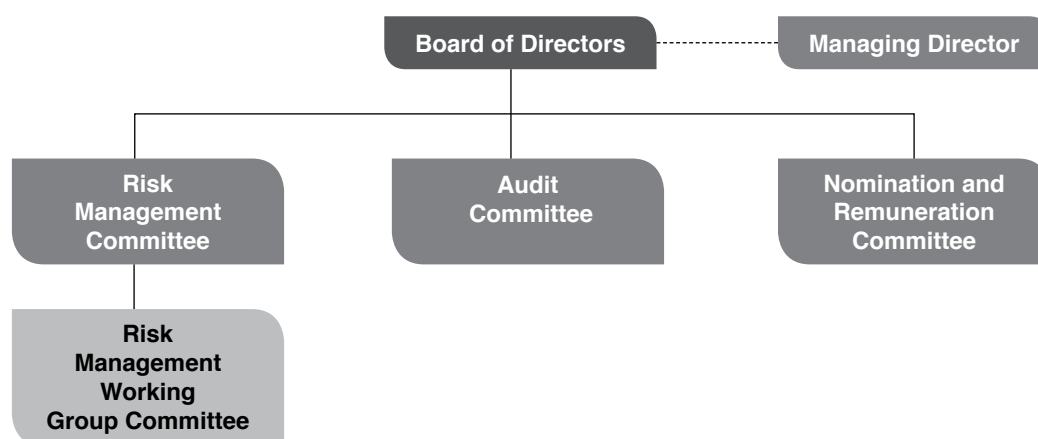 Board of Directors
Managing Director
Risk
Management
Committee
Audit
Committee
Nomination and
Remuneration
Committee
Risk
Management
Working
Group Committee